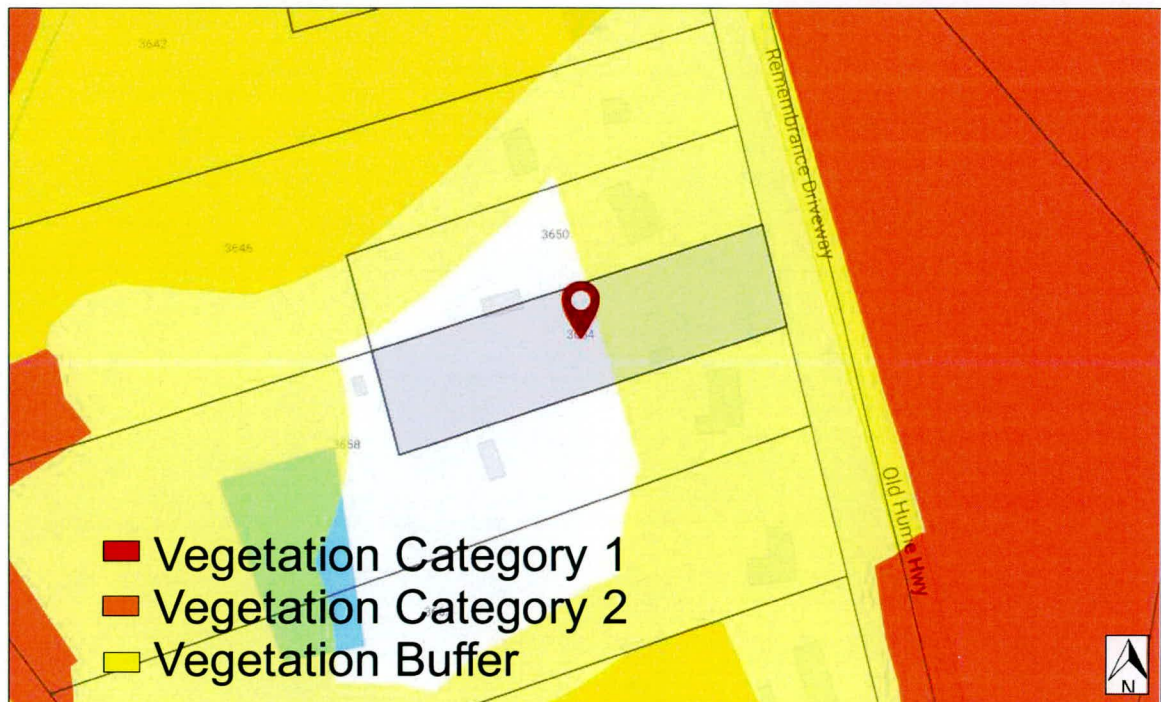 3642
Remembrance Driveway
3650
3646
3658
Old Hume Hwy
Vegetation Category 1
Vegetation Category 2
Vegetation Buffer
N